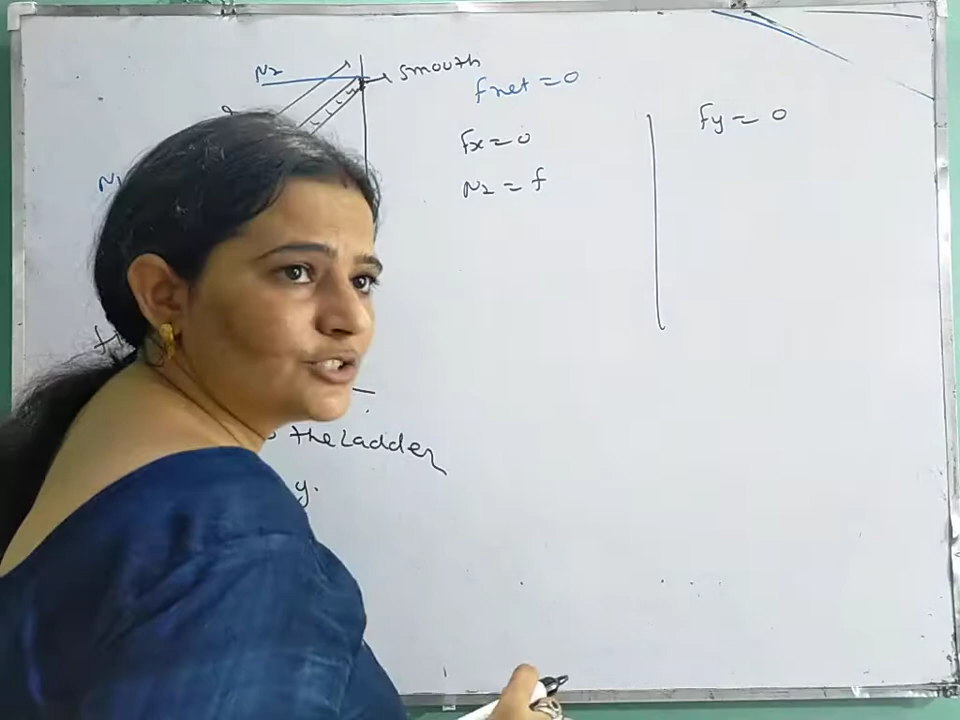 N2
smooth
fnet = 0
fx = 0
fy = 0
N2 = f
N1
the Ladder
y.